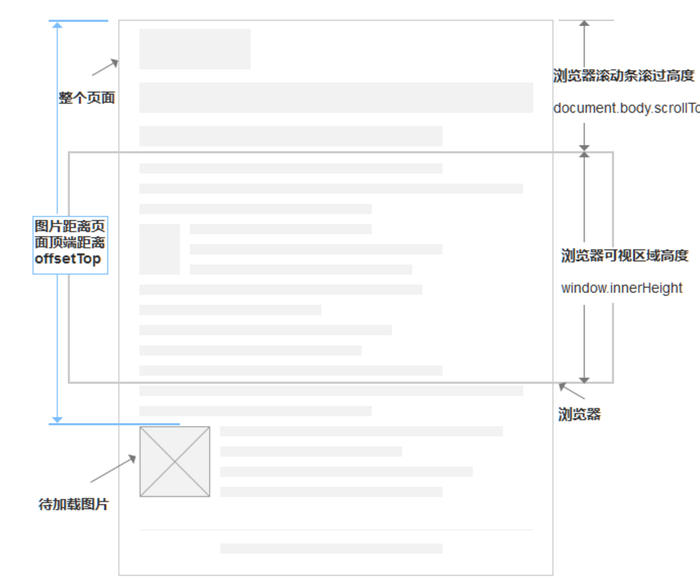 浏览器滚动条滚过高度
整个页面
document.body.scrollTo
图片距离页
面顶端距离
offsetTop
浏览器可视区域高度
window.innerHeight
浏览器
待加载图片